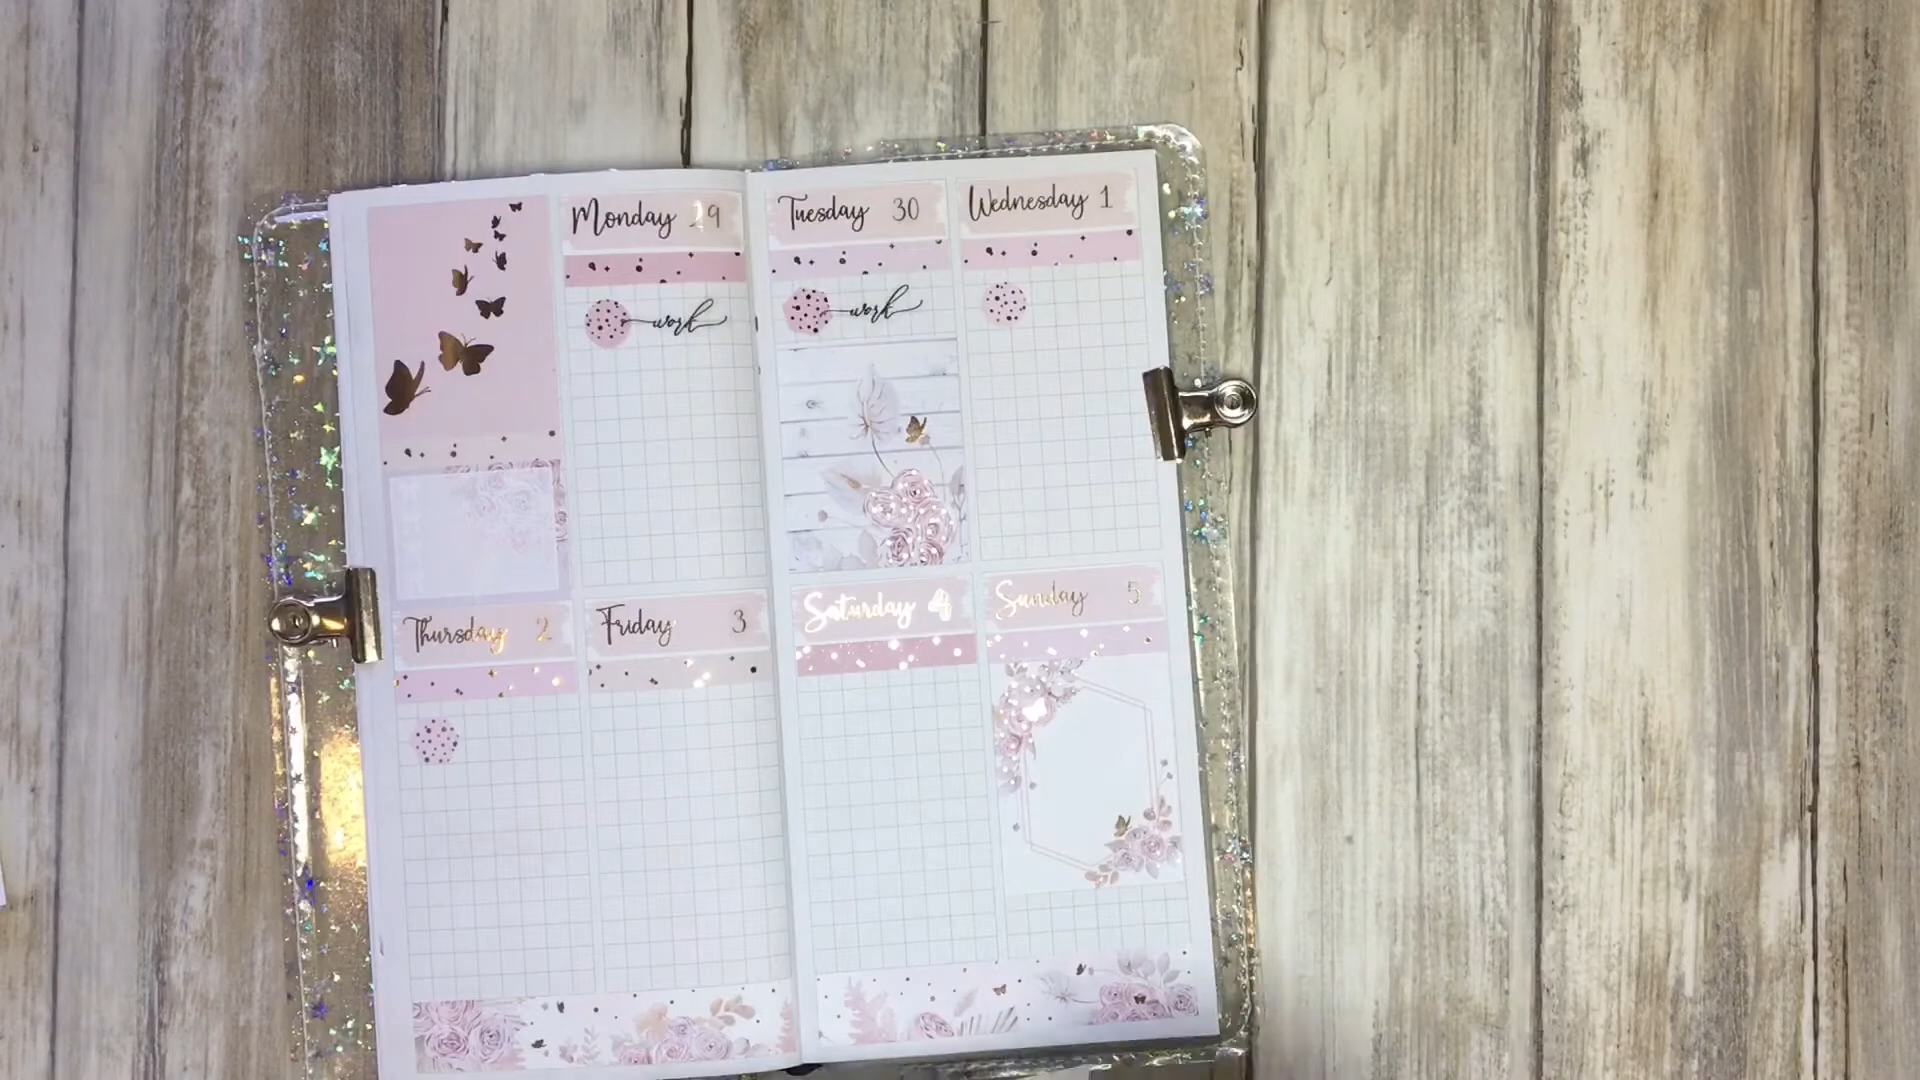 Monday 29
Tuesday 30
Wednesday 1
work
work
Thursday 2
Friday 3
Saturday 4
Sunday 5